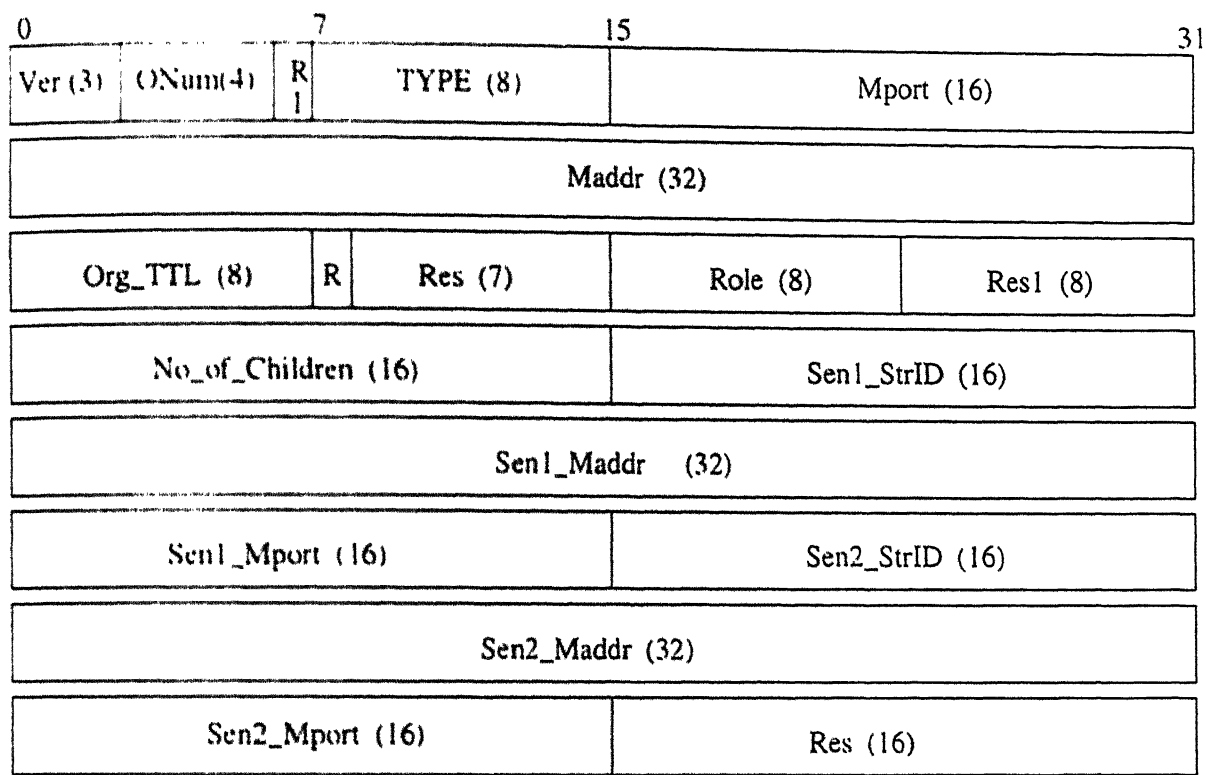 0 7 15 31
Ver (3) ONum(4) R 1 TYPE (8) Mport (16)
Maddr (32)
Org_TTL (8) R Res (7) Role (8) Res1 (8)
No_of_Children (16) Sen1_StrID (16)
Sen1_Maddr (32)
Sen1_Mport (16) Sen2_StrID (16)
Sen2_Maddr (32)
Sen2_Mport (16) Res (16)